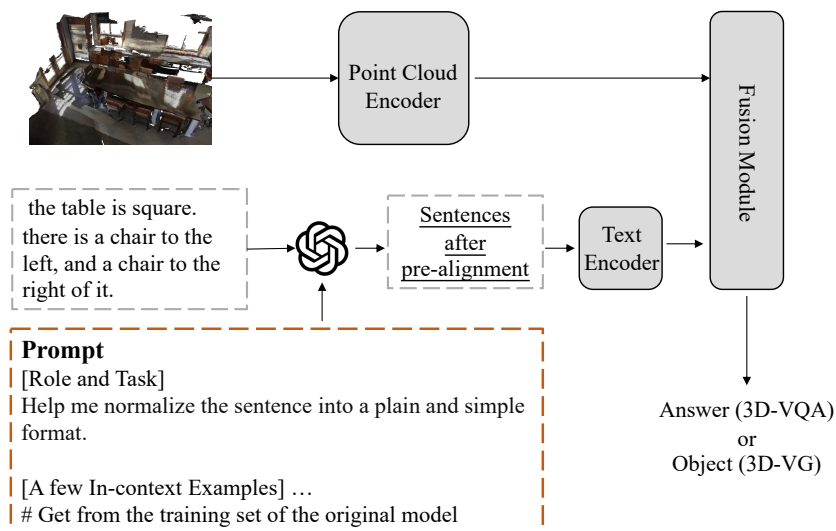 Point Cloud
Encoder
Fusion Module
the table is square.
there is a chair to the
left, and a chair to the
right of it.
Sentences
after
pre-alignment
Text
Encoder
Prompt
[Role and Task]
Help me normalize the sentence into a plain and simple
format.
[A few In-context Examples] …
# Get from the training set of the original model
Answer (3D-VQA)
or
Object (3D-VG)